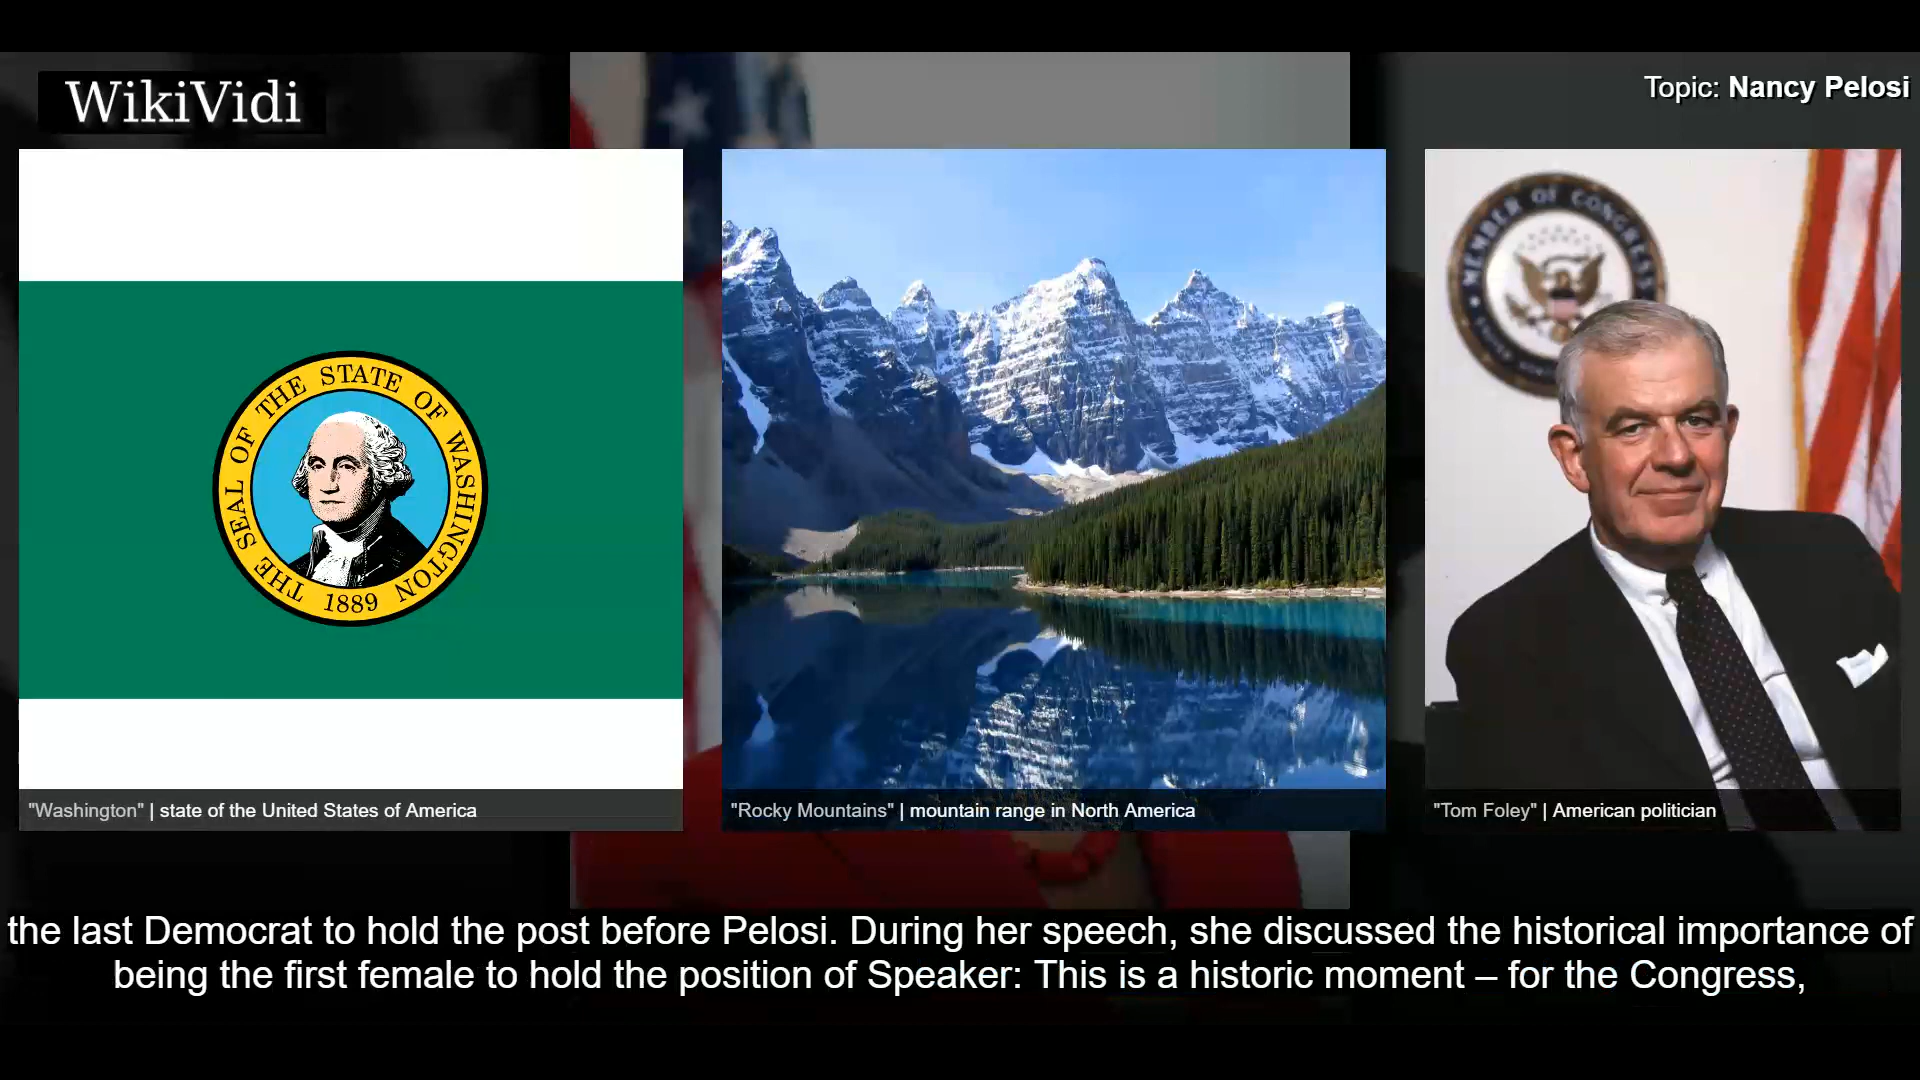 WikiVidi
Topic: Nancy Pelosi
THE SEAL OF THE STATE OF WASHINGTON
1889
MEMBER OF CONGRESS
"Washington" | state of the United States of America
"Rocky Mountains" | mountain range in North America
"Tom Foley" | American politician
the last Democrat to hold the post before Pelosi. During her speech, she discussed the historical importance of
being the first female to hold the position of Speaker: This is a historic moment – for the Congress,